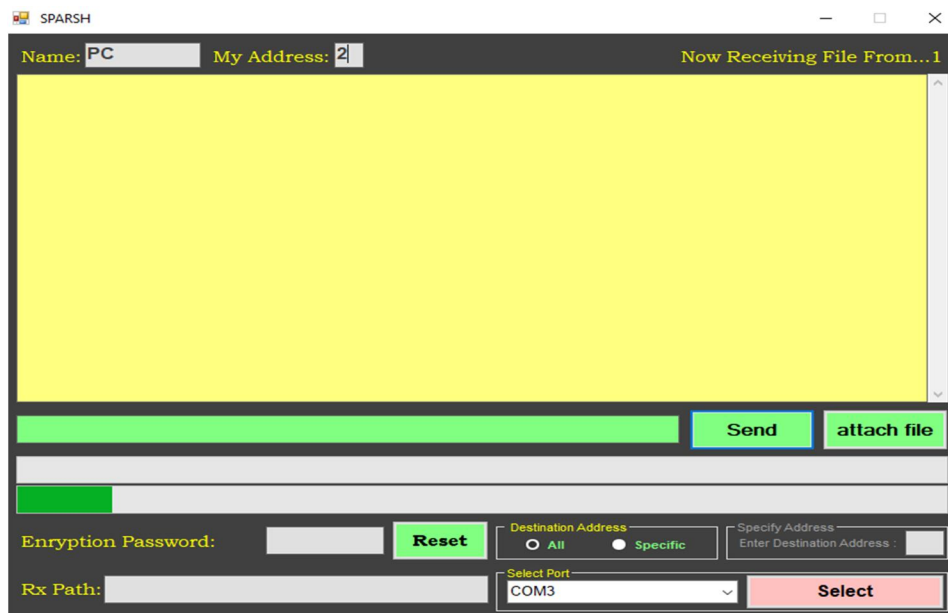 SPARSH
Name: PC My Address: 2 Now Receiving File From...1
Send attach file
Enryption Password: Reset
Destination Address
All Specific
Specify Address
Enter Destination Address :
Rx Path:
Select Port
COM3 Select